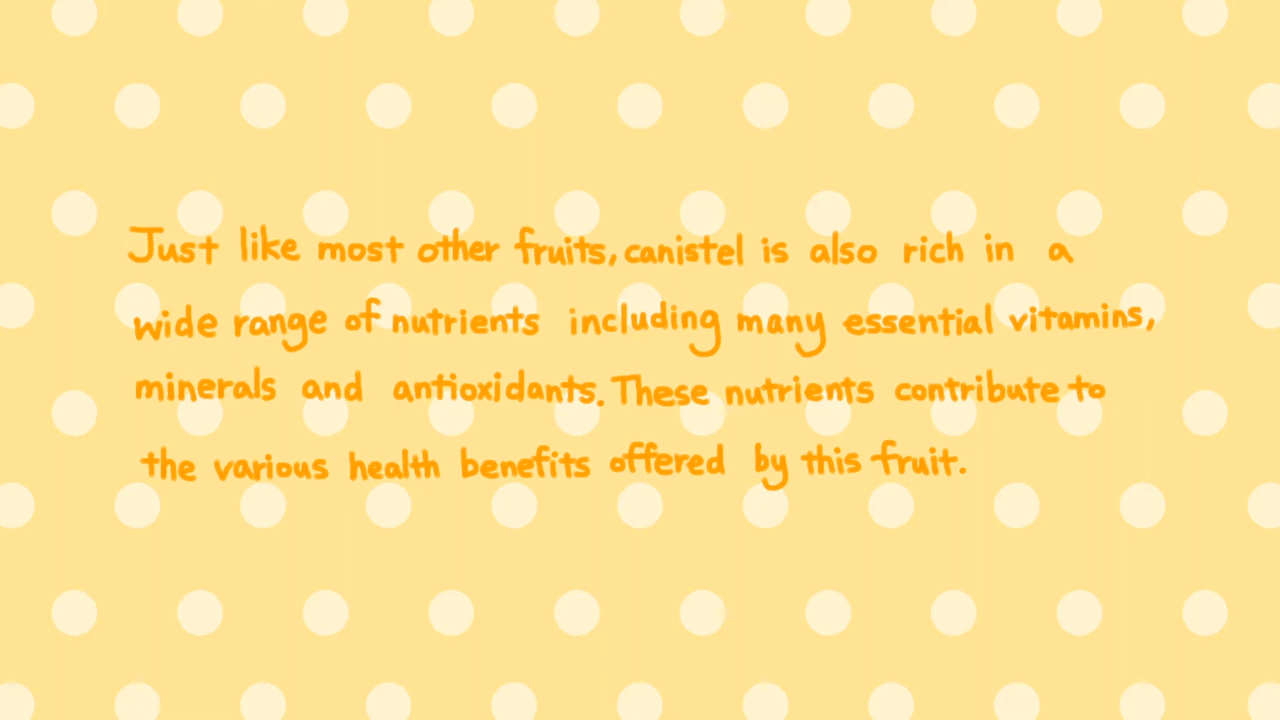 Just like most other fruits, canistel is also rich in a
wide range of nutrients including many essential vitamins,
minerals and antioxidants. These nutrients contribute to
the various health benefits offered by this fruit.